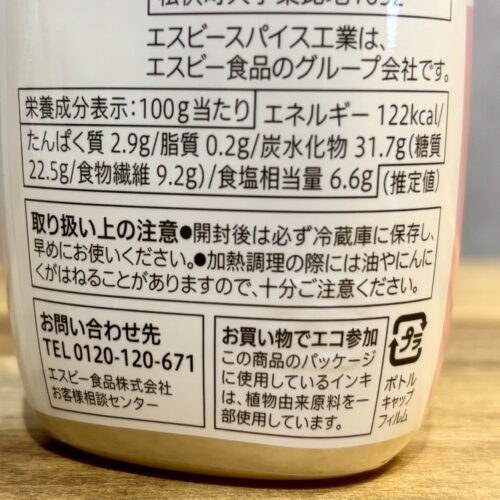 エスビースパイス工業は、
エスビー食品のグループ会社です。
栄養成分表示:100g当たり エネルギー 122kcal/
たんぱく質 2.9g/脂質 0.2g/炭水化物 31.7g(糖質
22.5g/食物繊維 9.2g)/食塩相当量 6.6g (推定値)
取り扱い上の注意●開封後は必ず冷蔵庫に保存し、
早めにお使いください。●加熱調理の際には油やにんに
くがはねることがありますので、十分ご注意ください。
お問い合わせ先
TEL 0120-120-671
エスビー食品株式会社
お客様相談センター
お買い物でエコ参加
この商品のパッケージ
に使用しているインキ
は、植物由来原料を一
部使用しています。
プラ
ボトル
キャップ
フィルム